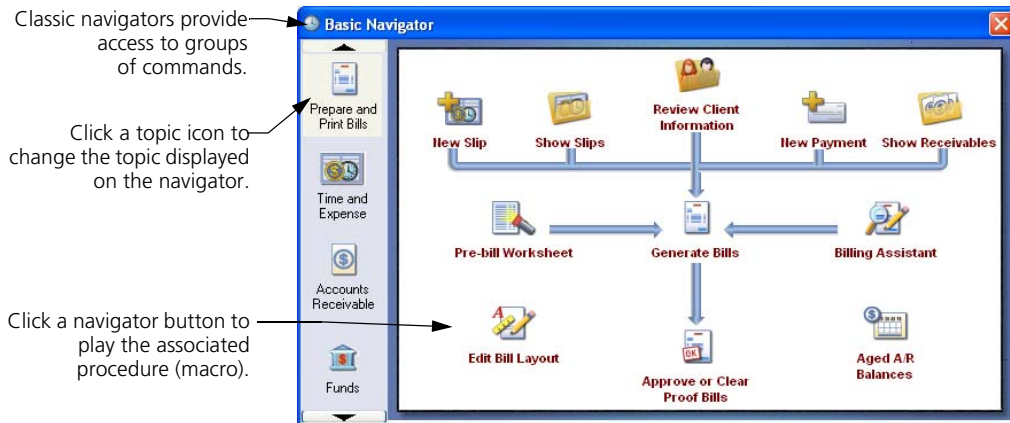 Classic navigators provide
access to groups
of commands.
Click a topic icon to
change the topic displayed
on the navigator.
Click a navigator button to
play the associated
procedure (macro).
Basic Navigator
Prepare and
Print Bills
Time and
Expense
Accounts
Receivable
Funds
New Slip
Show Slips
Review Client
Information
New Payment
Show Receivables
Pre-bill Worksheet
Generate Bills
Billing Assistant
Edit Bill Layout
OK
Approve or Clear
Proof Bills
Aged A/R
Balances